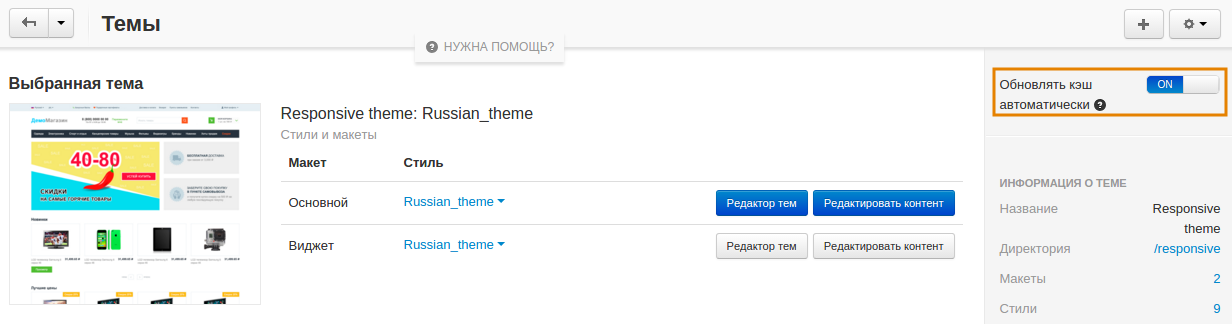 Темы
НУЖНА ПОМОЩЬ?
Выбранная тема
ДемоМагазин
40-80
СКИДКИ
НА САМЫЕ ГОРЯЧИЕ ТОВАРЫ
Responsive theme: Russian_theme
Стили и макеты
Макет Стиль
Основной Russian_theme Редактор тем Редактировать контент
Виджет Russian_theme Редактор тем Редактировать контент
Обновлять кэш ON
автоматически
ИНФОРМАЦИЯ О ТЕМЕ
Название Responsive
theme
Директория /responsive
Макеты 2
Стили 9